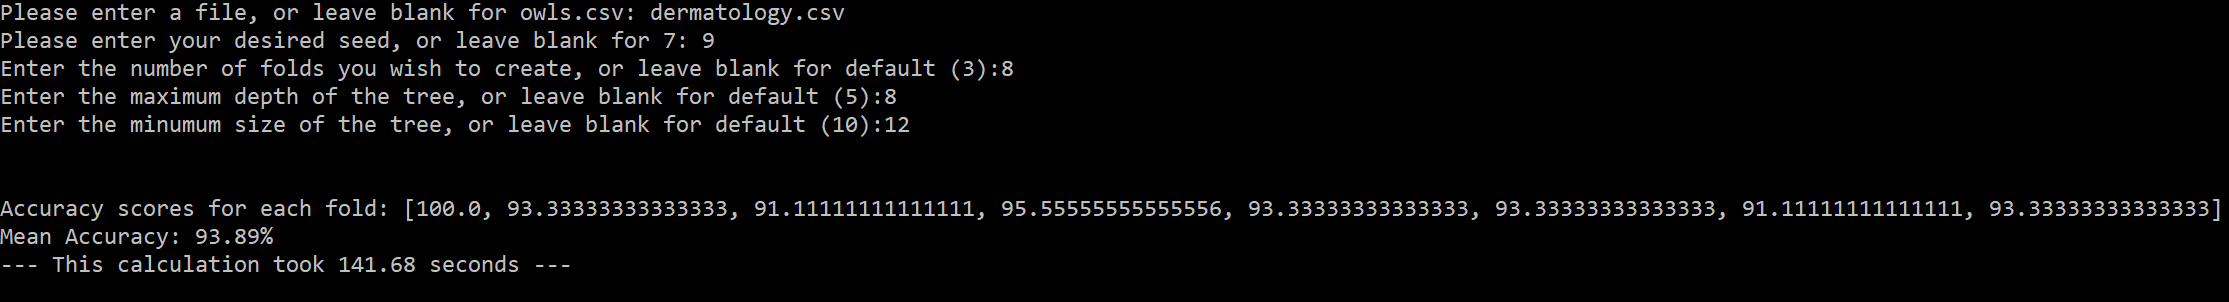 Please enter a file, or leave blank for owls.csv: dermatology.csv
Please enter your desired seed, or leave blank for 7: 9
Enter the number of folds you wish to create, or leave blank for default (3):8
Enter the maximum depth of the tree, or leave blank for default (5):8
Enter the minumum size of the tree, or leave blank for default (10):12
Accuracy scores for each fold: [100.0, 93.33333333333333, 91.11111111111111, 95.55555555555556, 93.33333333333333, 93.33333333333333, 91.11111111111111, 93.33333333333333]
Mean Accuracy: 93.89%
--- This calculation took 141.68 seconds ---